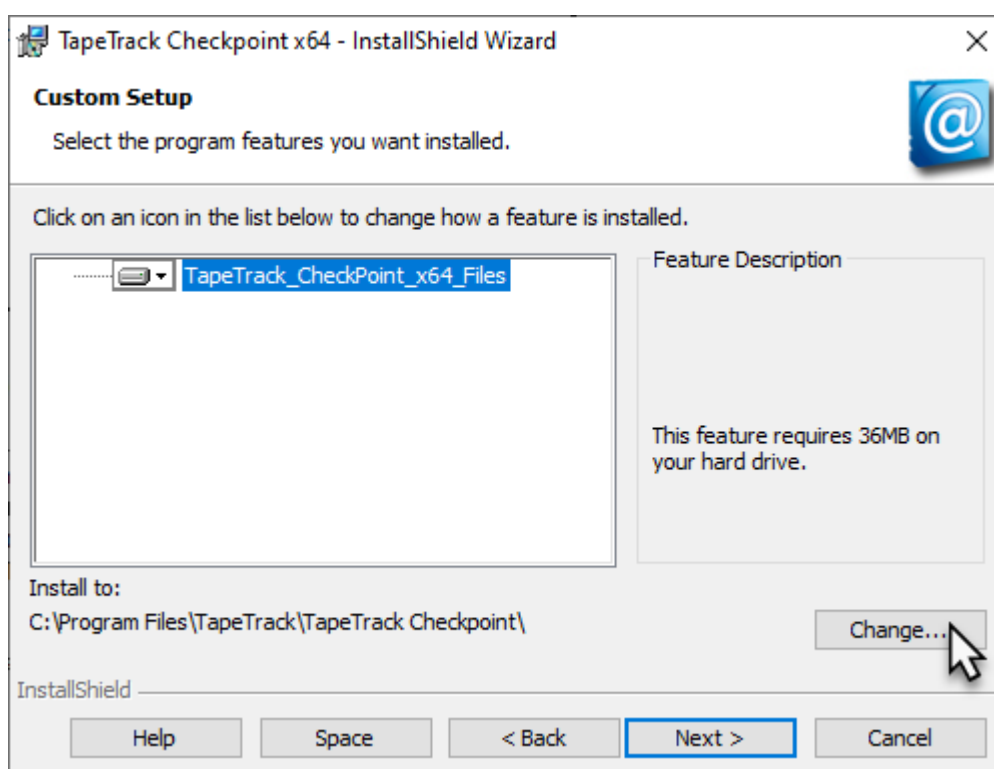 TapeTrack Checkpoint x64 - InstallShield Wizard
Custom Setup
Select the program features you want installed.
@
Click on an icon in the list below to change how a feature is installed.
TapeTrack_CheckPoint_x64_Files
Feature Description
This feature requires 36MB on
your hard drive.
Install to:
C:\Program Files\TapeTrack\TapeTrack Checkpoint\
Change...
InstallShield
Help
Space
< Back
Next >
Cancel